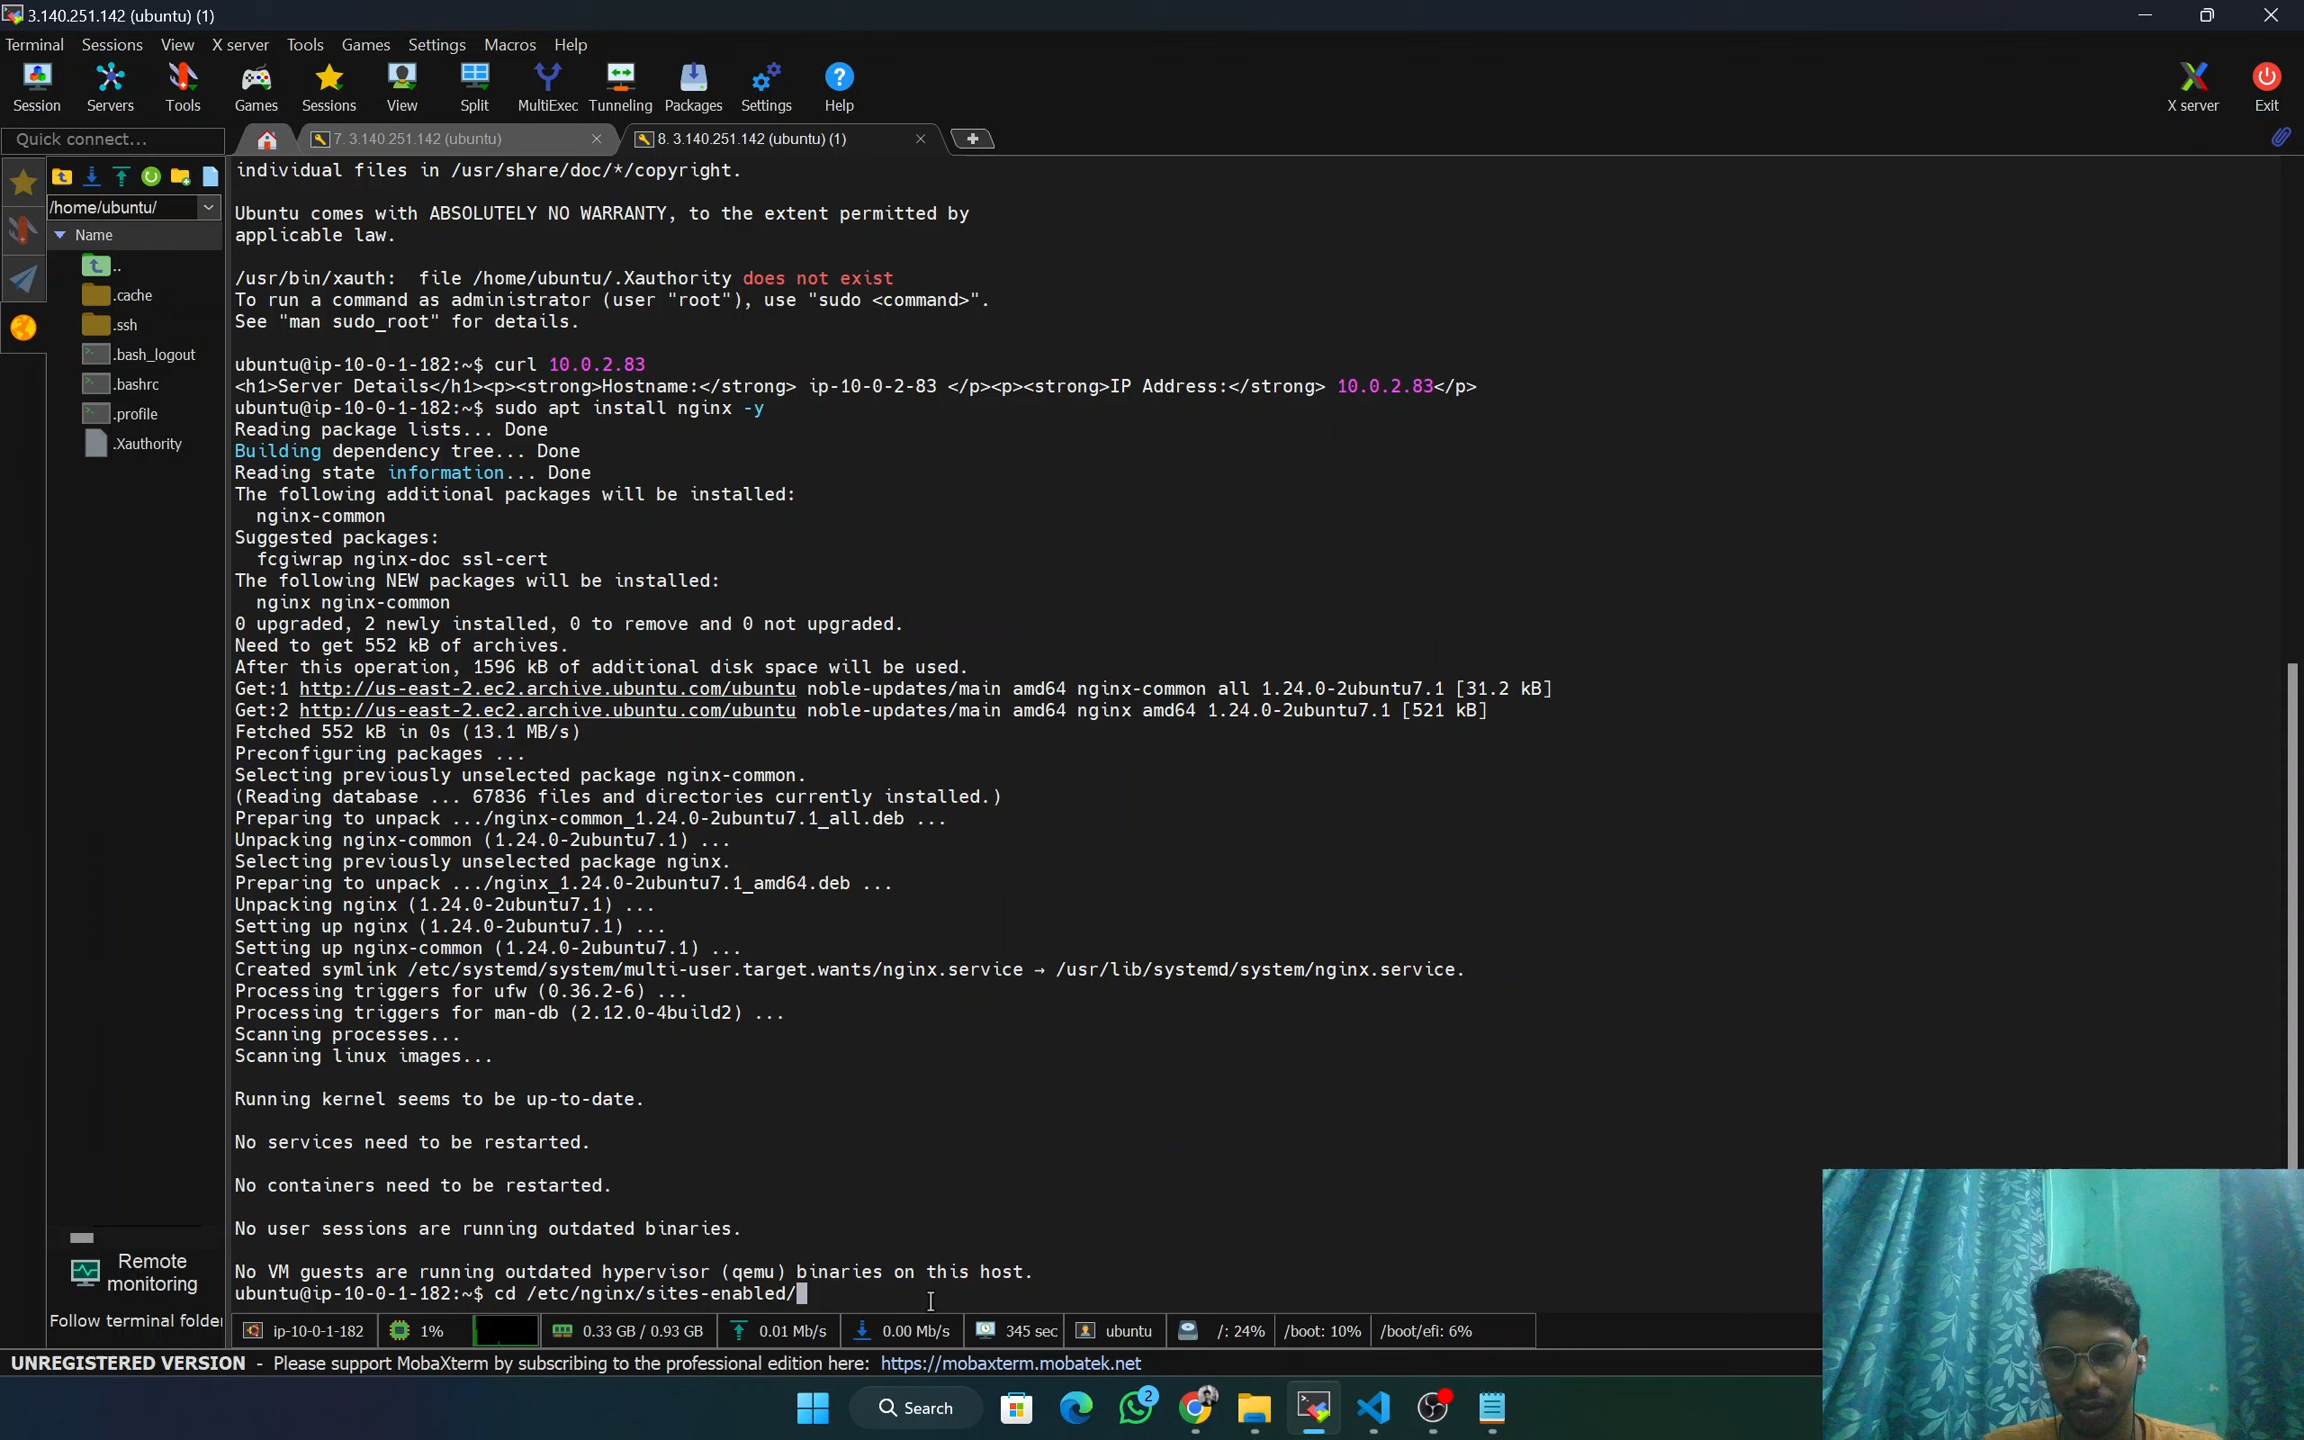 3.140.251.142 (ubuntu) (1)
Terminal Sessions View X server Tools Games Settings Macros Help
Session Servers Tools Games Sessions View Split MultiExec Tunneling Packages Settings Help X server Exit
Quick connect...
7. 3.140.251.142 (ubuntu)
8. 3.140.251.142 (ubuntu) (1)
/home/ubuntu/
Name
..
.cache
.ssh
.bash_logout
.bashrc
.profile
.Xauthority
Remote
monitoring
Follow terminal folder
individual files in /usr/share/doc/*/copyright.
Ubuntu comes with ABSOLUTELY NO WARRANTY, to the extent permitted by
applicable law.
/usr/bin/xauth:  file /home/ubuntu/.Xauthority does not exist
To run a command as administrator (user "root"), use "sudo <command>".
See "man sudo_root" for details.
ubuntu@ip-10-0-1-182:~$ curl 10.0.2.83
<h1>Server Details</h1><p><strong>Hostname:</strong> ip-10-0-2-83 </p><p><strong>IP Address:</strong> 10.0.2.83</p>
ubuntu@ip-10-0-1-182:~$ sudo apt install nginx -y
Reading package lists... Done
Building dependency tree... Done
Reading state information... Done
The following additional packages will be installed:
  nginx-common
Suggested packages:
  fcgiwrap nginx-doc ssl-cert
The following NEW packages will be installed:
  nginx nginx-common
0 upgraded, 2 newly installed, 0 to remove and 0 not upgraded.
Need to get 552 kB of archives.
After this operation, 1596 kB of additional disk space will be used.
Get:1 http://us-east-2.ec2.archive.ubuntu.com/ubuntu noble-updates/main amd64 nginx-common all 1.24.0-2ubuntu7.1 [31.2 kB]
Get:2 http://us-east-2.ec2.archive.ubuntu.com/ubuntu noble-updates/main amd64 nginx amd64 1.24.0-2ubuntu7.1 [521 kB]
Fetched 552 kB in 0s (13.1 MB/s)
Preconfiguring packages ...
Selecting previously unselected package nginx-common.
(Reading database ... 67836 files and directories currently installed.)
Preparing to unpack .../nginx-common_1.24.0-2ubuntu7.1_all.deb ...
Unpacking nginx-common (1.24.0-2ubuntu7.1) ...
Selecting previously unselected package nginx.
Preparing to unpack .../nginx_1.24.0-2ubuntu7.1_amd64.deb ...
Unpacking nginx (1.24.0-2ubuntu7.1) ...
Setting up nginx (1.24.0-2ubuntu7.1) ...
Setting up nginx-common (1.24.0-2ubuntu7.1) ...
Created symlink /etc/systemd/system/multi-user.target.wants/nginx.service → /usr/lib/systemd/system/nginx.service.
Processing triggers for ufw (0.36.2-6) ...
Processing triggers for man-db (2.12.0-4build2) ...
Scanning processes...
Scanning linux images...
Running kernel seems to be up-to-date.
No services need to be restarted.
No containers need to be restarted.
No user sessions are running outdated binaries.
No VM guests are running outdated hypervisor (qemu) binaries on this host.
ubuntu@ip-10-0-1-182:~$ cd /etc/nginx/sites-enabled/
ip-10-0-1-182 1% 0.33 GB / 0.93 GB 0.01 Mb/s 0.00 Mb/s 345 sec ubuntu /: 24% /boot: 10% /boot/efi: 6%
UNREGISTERED VERSION - Please support MobaXterm by subscribing to the professional edition here: https://mobaxterm.mobatek.net
Search
2